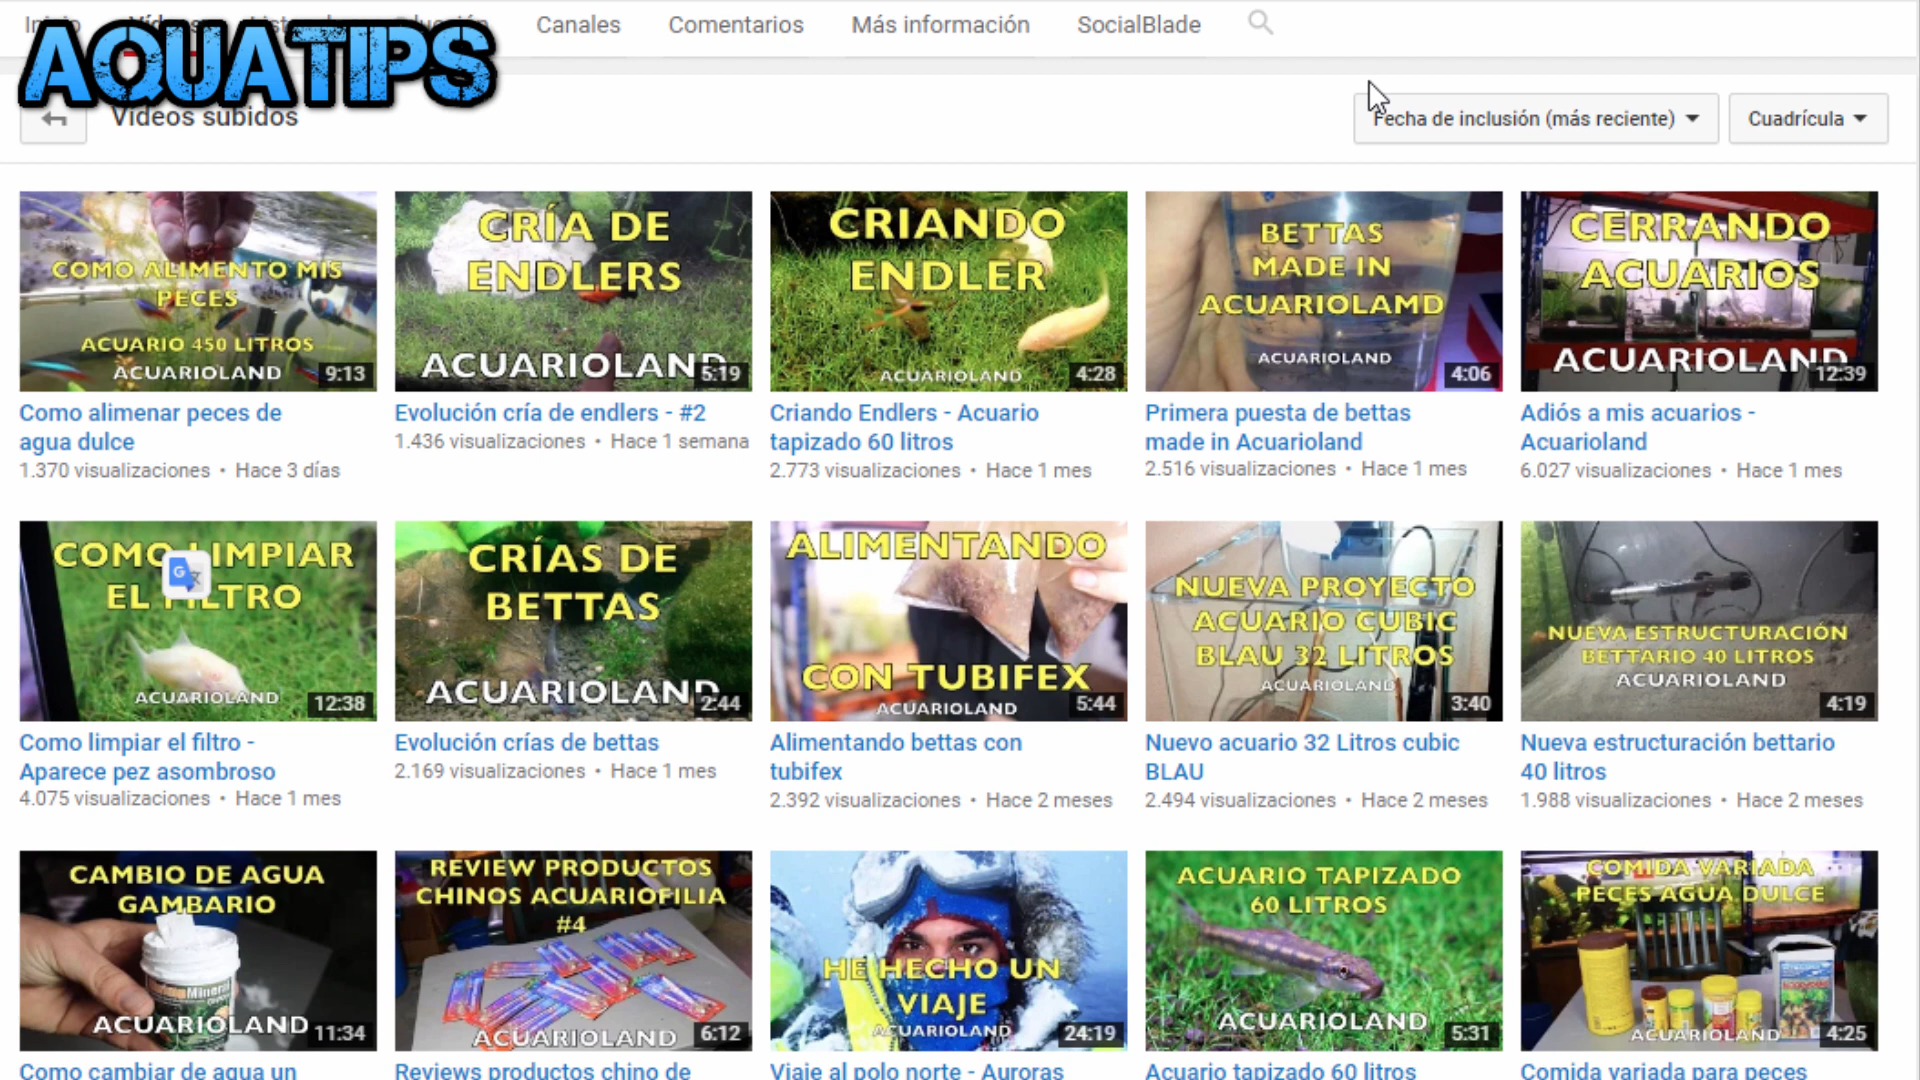 AQUATIPS
Canales
Comentarios
Más información
SocialBlade
Vídeos subidos
Fecha de inclusión (más reciente)
Cuadrícula
COMO ALIMENTO MIS
PECES
ACUARIO 450 LITROS
ACUARIOLAND
9:13
CRÍA DE
ENDLERS
ACUARIOLAND
5:19
CRIANDO
ENDLER
ACUARIOLAND
4:28
BETTAS
MADE IN
ACUARIOLAMD
ACUARIOLAND
4:06
CERRANDO
ACUARIOS
ACUARIOLAND
12:39
Como alimenar peces de
agua dulce
1.370 visualizaciones • Hace 3 días
Evolución cría de endlers - #2
1.436 visualizaciones • Hace 1 semana
Criando Endlers - Acuario
tapizado 60 litros
2.773 visualizaciones • Hace 1 mes
Primera puesta de bettas
made in Acuarioland
2.516 visualizaciones • Hace 1 mes
Adiós a mis acuarios -
Acuarioland
6.027 visualizaciones • Hace 1 mes
COMO LIMPIAR
EL FILTRO
ACUARIOLAND
12:38
CRÍAS DE
BETTAS
ACUARIOLAND
2:44
ALIMENTANDO
CON TUBIFEX
ACUARIOLAND
5:44
NUEVA PROYECTO
ACUARIO CUBIC
BLAU 32 LITROS
ACUARIOLAND
3:40
NUEVA ESTRUCTURACIÓN
BETTARIO 40 LITROS
ACUARIOLAND
4:19
Como limpiar el filtro -
Aparece pez asombroso
4.075 visualizaciones • Hace 1 mes
Evolución crías de bettas
2.169 visualizaciones • Hace 1 mes
Alimentando bettas con
tubifex
2.392 visualizaciones • Hace 2 meses
Nuevo acuario 32 Litros cubic
BLAU
2.494 visualizaciones • Hace 2 meses
Nueva estructuración bettario
40 litros
1.988 visualizaciones • Hace 2 meses
CAMBIO DE AGUA
GAMBARIO
ACUARIOLAND
11:34
REVIEW PRODUCTOS
CHINOS ACUARIOFILIA
#4
ACUARIOLAND
6:12
HE HECHO UN
VIAJE
ACUARIOLAND
24:19
ACUARIO TAPIZADO
60 LITROS
ACUARIOLAND
5:31
COMIDA VARIADA
PECES AGUA DULCE
ACUARIOLAND
4:25
Como cambiar de agua un
Reviews productos chino de
Viaje al polo norte - Auroras
Acuario tapizado 60 litros
Comida variada para peces